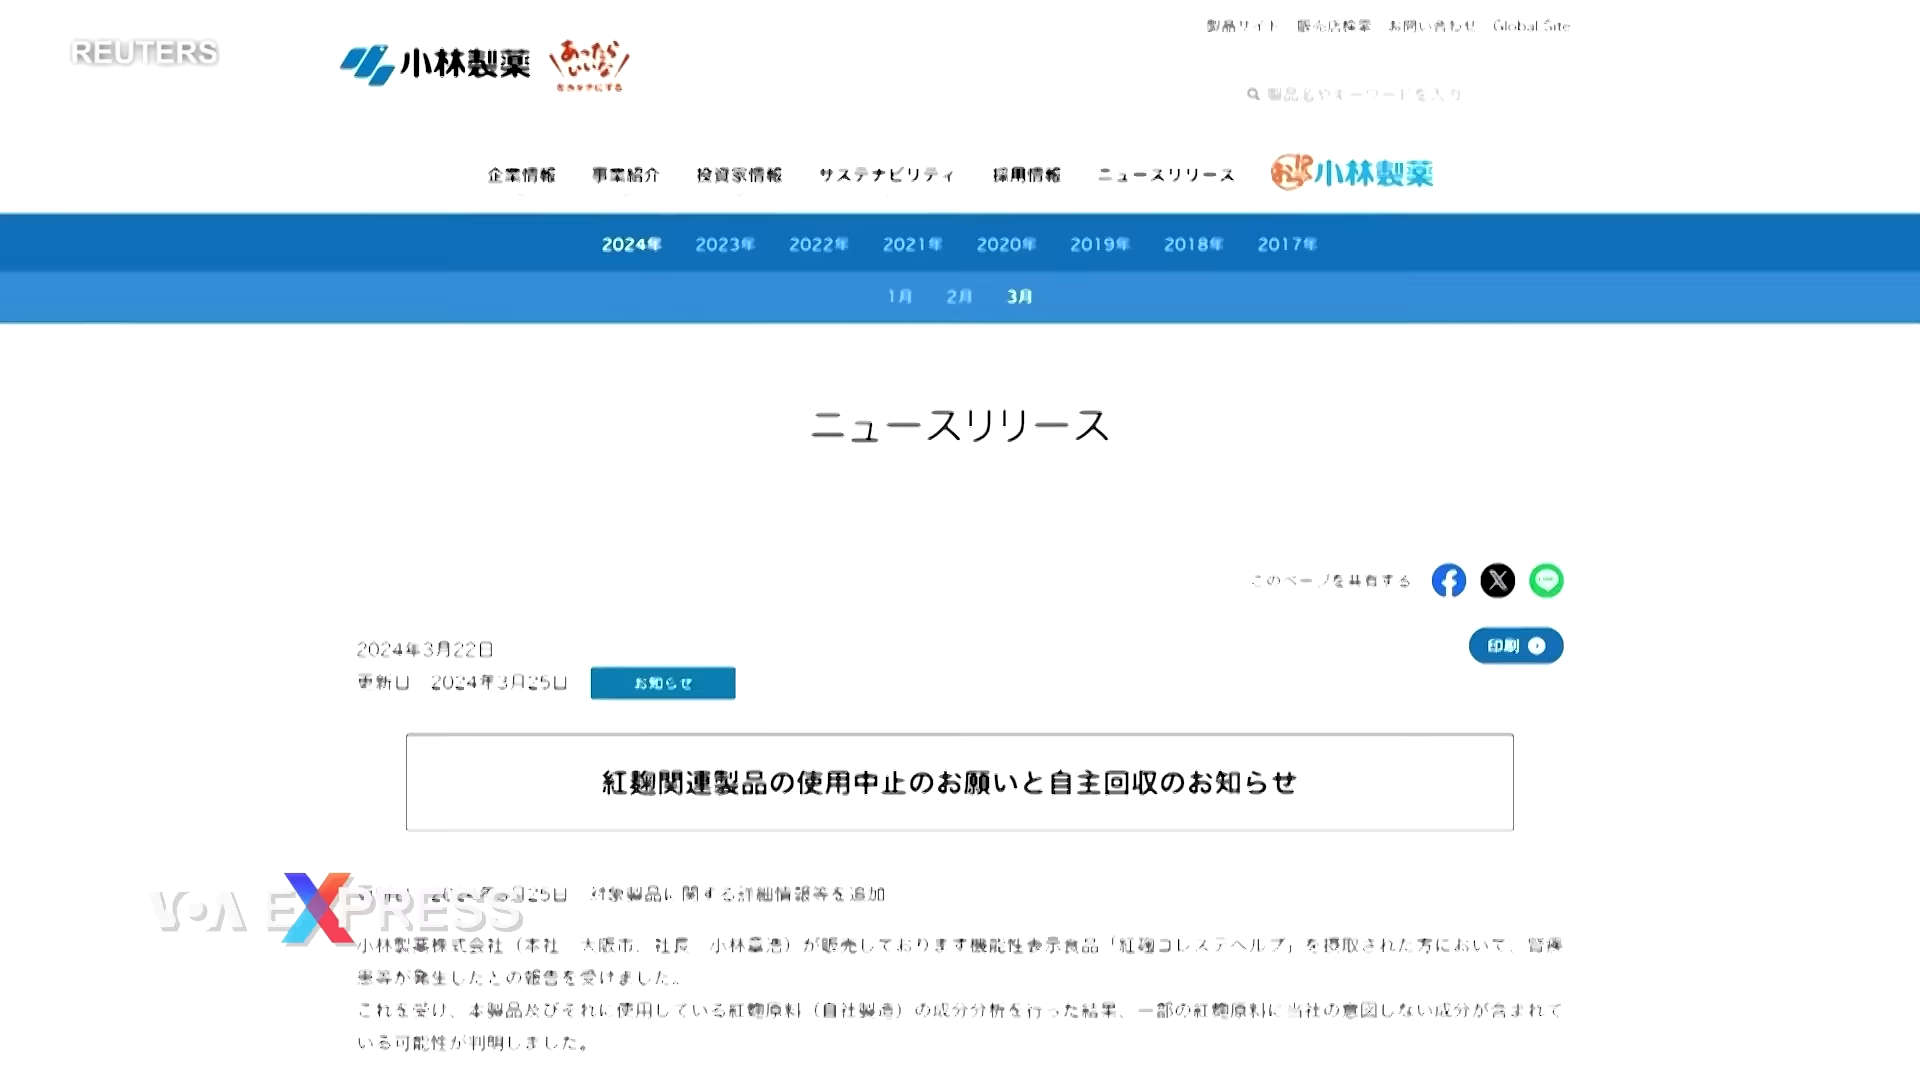 REUTERS
製品サイト 販売店検索 お問い合わせ Global Site
小林製薬
あったらいいな
をカタチにする
製品名やキーワードを入力
企業情報 事業紹介 投資家情報 サステナビリティ 採用情報 ニュースリリース 小林製薬
2024年 2023年 2022年 2021年 2020年 2019年 2018年 2017年
1月 2月 3月
ニュースリリース
このページを共有する
印刷
2024年3月22日
更新日 2024年3月25日 お知らせ
紅麹関連製品の使用中止のお願いと自主回収のお知らせ
VOA EXPRESS
25日 対象製品に関する詳細情報等を追加
小林製薬株式会社（本社：大阪市、社長：小林章浩）が販売しております機能性表示食品「紅麹コレステヘルプ」を摂取された方において、腎疾
患等が発生したとの報告を受けました。
これを受け、本製品及びそれに使用している紅麹原料（自社製造）の成分分析を行った結果、一部の紅麹原料に当社の意図しない成分が含まれて
いる可能性が判明しました。